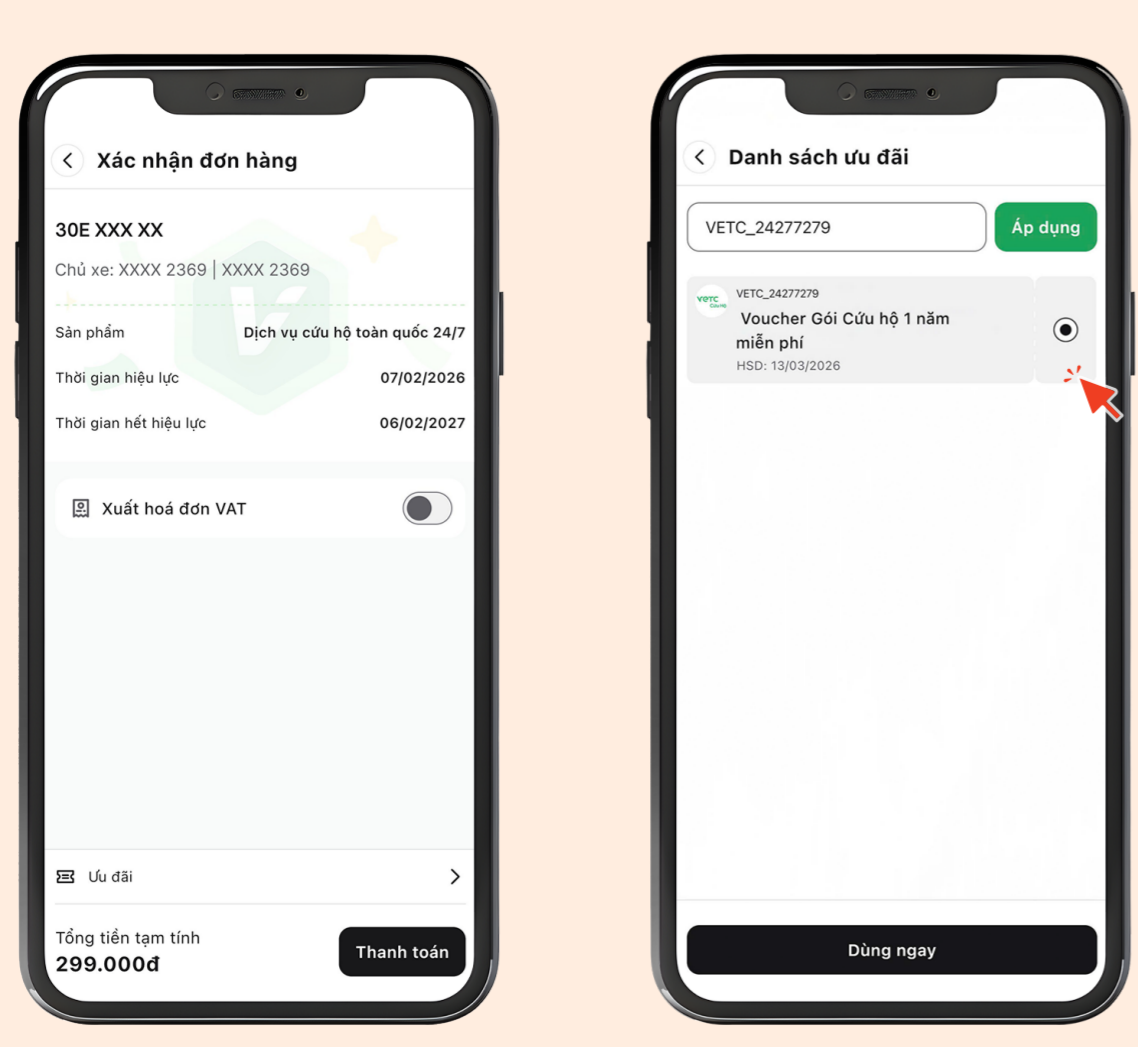 Xác nhận đơn hàng
30E XXX XX
Chủ xe: XXXX 2369 | XXXX 2369
Sản phẩm Dịch vụ cứu hộ toàn quốc 24/7
Thời gian hiệu lực 07/02/2026
Thời gian hết hiệu lực 06/02/2027
Xuất hoá đơn VAT
Ưu đãi
Tổng tiền tạm tính
299.000đ
Thanh toán
Danh sách ưu đãi
VETC_24277279
Áp dụng
VETC
Cứu Hộ
VETC_24277279
Voucher Gói Cứu hộ 1 năm
miễn phí
HSD: 13/03/2026
Dùng ngay